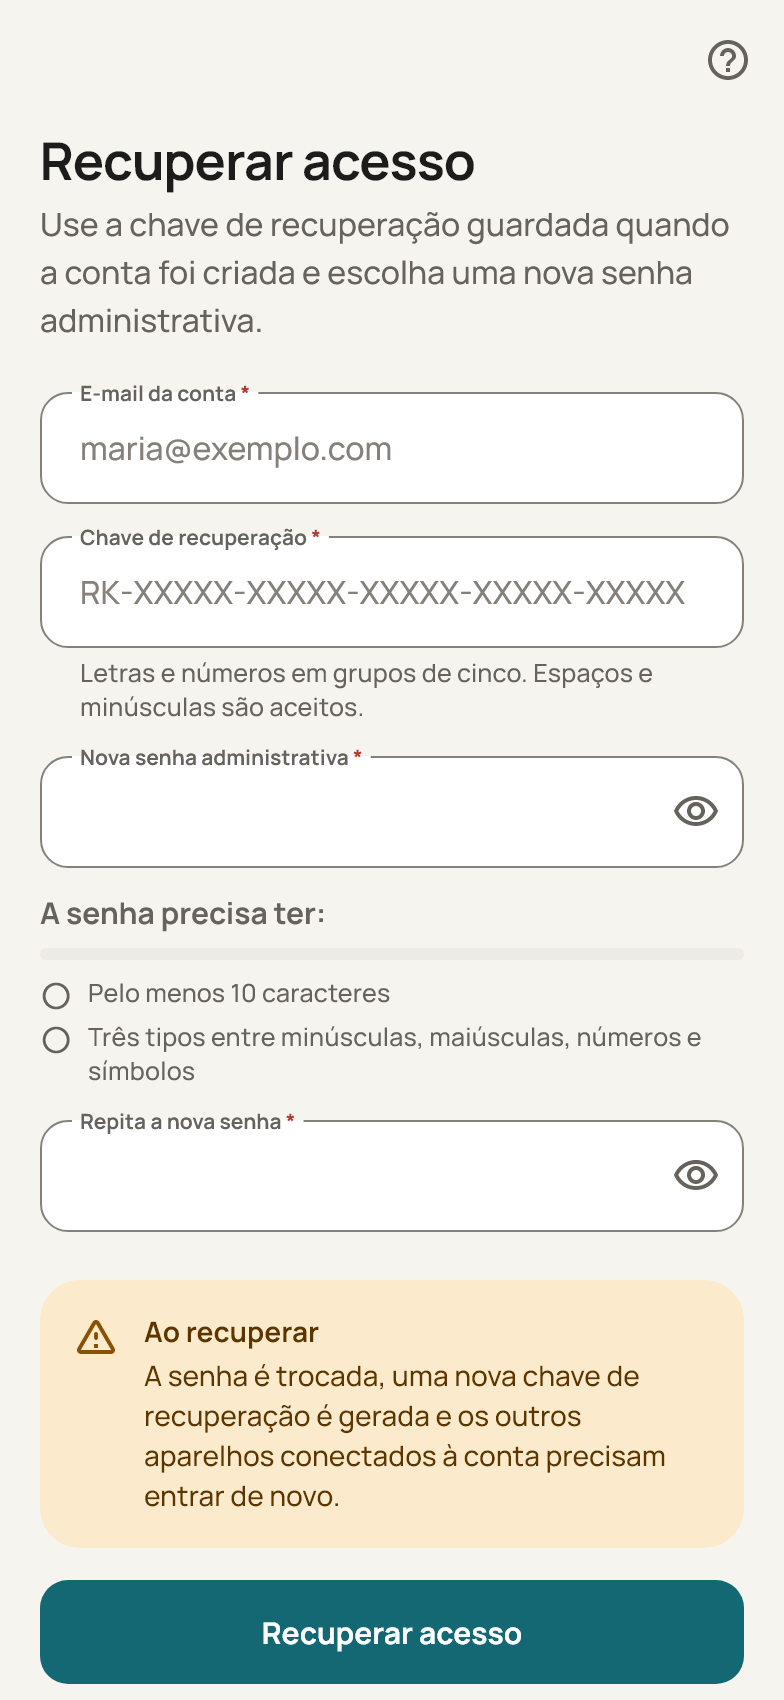 Recuperar acesso
Use a chave de recuperação guardada quando
a conta foi criada e escolha uma nova senha
administrativa.
E-mail da conta *
maria@exemplo.com
Chave de recuperação *
RK-XXXXX-XXXXX-XXXXX-XXXXX-XXXXX
Letras e números em grupos de cinco. Espaços e
minúsculas são aceitos.
Nova senha administrativa *
A senha precisa ter:
Pelo menos 10 caracteres
Três tipos entre minúsculas, maiúsculas, números e
símbolos
Repita a nova senha *
Ao recuperar
A senha é trocada, uma nova chave de
recuperação é gerada e os outros
aparelhos conectados à conta precisam
entrar de novo.
Recuperar acesso